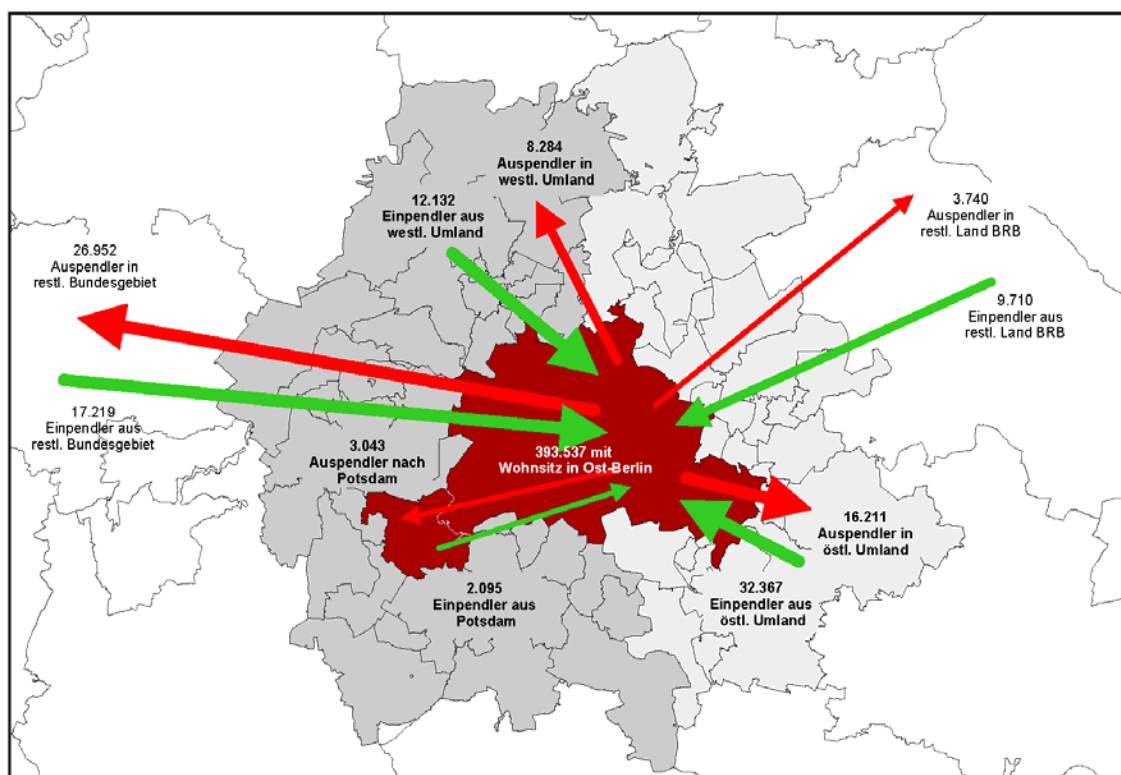 8.284
Auspendler in
westl. Umland
12.132
Einpendler aus
westl. Umland
3.740
Auspendler in
restl. Land BRB
26.952
Auspendler in
restl. Bundesgebiet
9.710
Einpendler aus
restl. Land BRB
17.219
Einpendler aus
restl. Bundesgebiet
3.043
Auspendler nach
Potsdam
393.537 mit
Wohnsitz in Ost-Berlin
16.211
Auspendler in
östl. Umland
2.095
Einpendler aus
Potsdam
32.367
Einpendler aus
östl. Umland